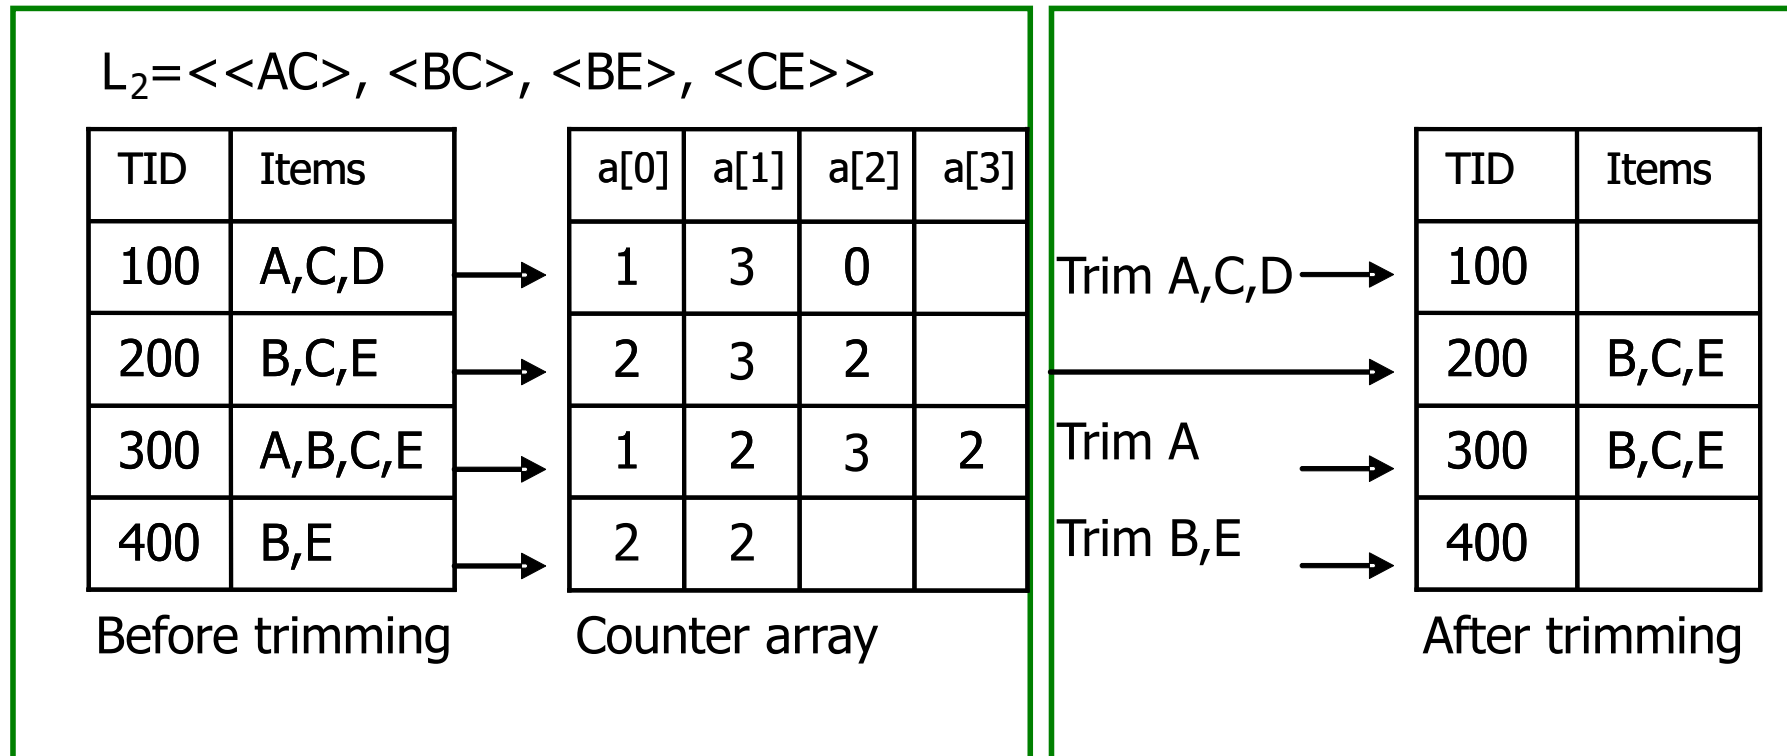 L₂=<<AC>, <BC>, <BE>, <CE>>
TID Items
100 A,C,D
200 B,C,E
300 A,B,C,E
400 B,E
Before trimming
a[0] a[1] a[2] a[3]
1 3 0
2 3 2
1 2 3 2
2 2
Counter array
Trim A,C,D
Trim A
Trim B,E
TID Items
100
200 B,C,E
300 B,C,E
400
After trimming